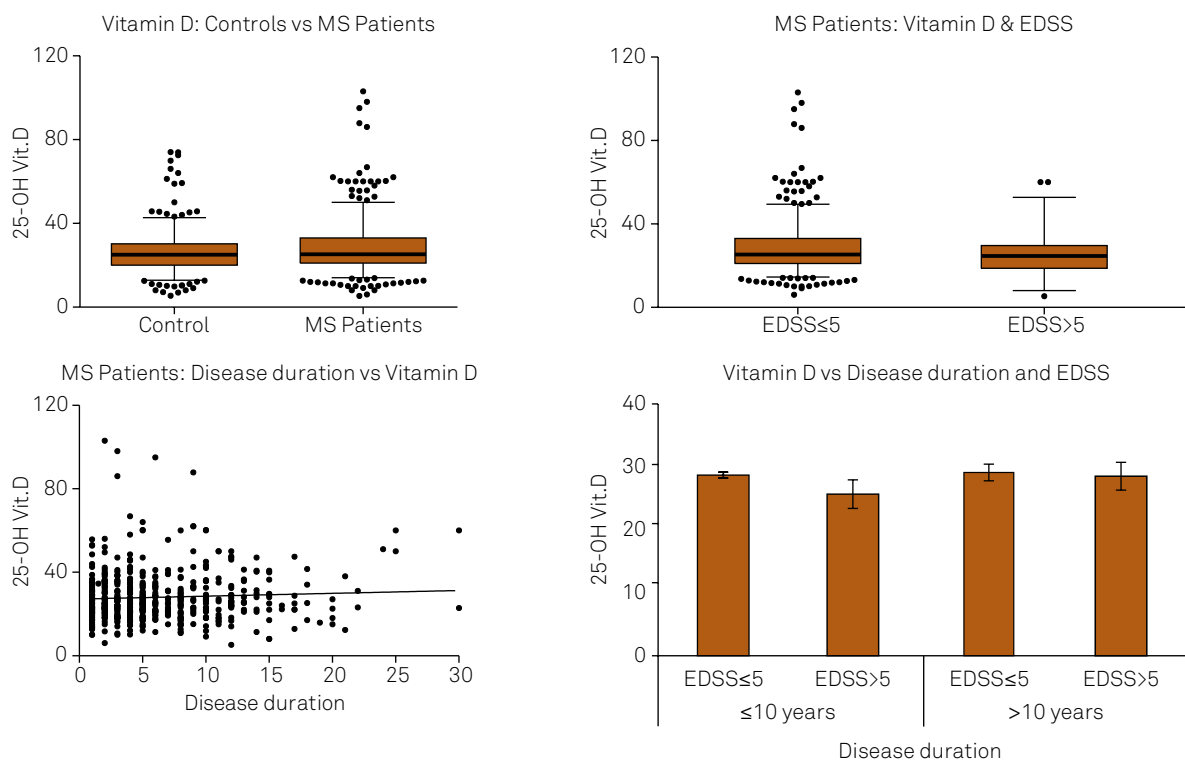 Vitamin D: Controls vs MS Patients
120
80
40
0
25-OH Vit.D
Control
MS Patients
MS Patients: Vitamin D & EDSS
120
80
40
0
25-OH Vit.D
EDSS≤5
EDSS>5
MS Patients: Disease duration vs Vitamin D
120
80
40
0
25-OH Vit.D
0 5 10 15 20 25 30
Disease duration
Vitamin D vs Disease duration and EDSS
40
30
20
10
0
25-OH Vit.D
EDSS≤5 EDSS>5 EDSS≤5 EDSS>5
≤10 years >10 years
Disease duration